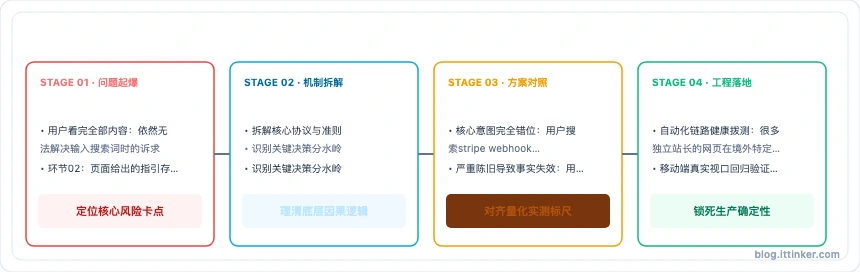 STAGE 01 · 问题起爆
• 用户看完全部内容：依然无
法解决输入搜索词时的诉求
• 环节02：页面给出的指引存…
定位核心风险卡点
STAGE 02 · 机制拆解
• 拆解核心协议与准则
• 识别关键决策分水岭
• 识别关键决策分水岭
理清底层因果逻辑
STAGE 03 · 方案对照
• 核心意图完全错位：用户搜
索stripe webhook…
• 严重陈旧导致事实失效：用…
对齐量化实测标尺
STAGE 04 · 工程落地
• 自动化链路健康拨测：很多
独立站长的网页在境外特定…
• 移动端真实视口回归验证…
锁死生产确定性
blog.ittinker.com